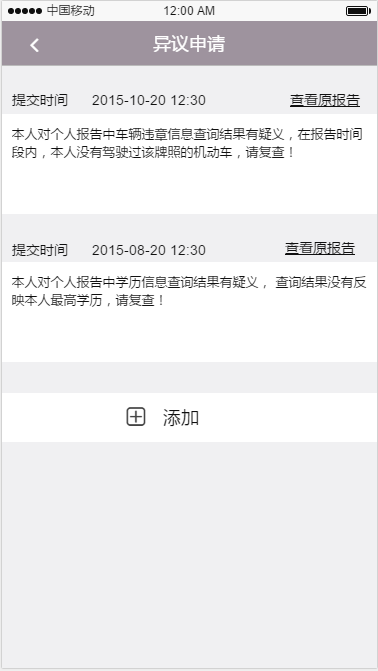 中国移动 12:00 AM
异议申请
提交时间 2015-10-20 12:30 查看原报告
本人对个人报告中车辆违章信息查询结果有疑义，在报告时间
段内，本人没有驾驶过该牌照的机动车，请复查！
提交时间 2015-08-20 12:30 查看原报告
本人对个人报告中学历信息查询结果有疑义， 查询结果没有反
映本人最高学历，请复查！
添加